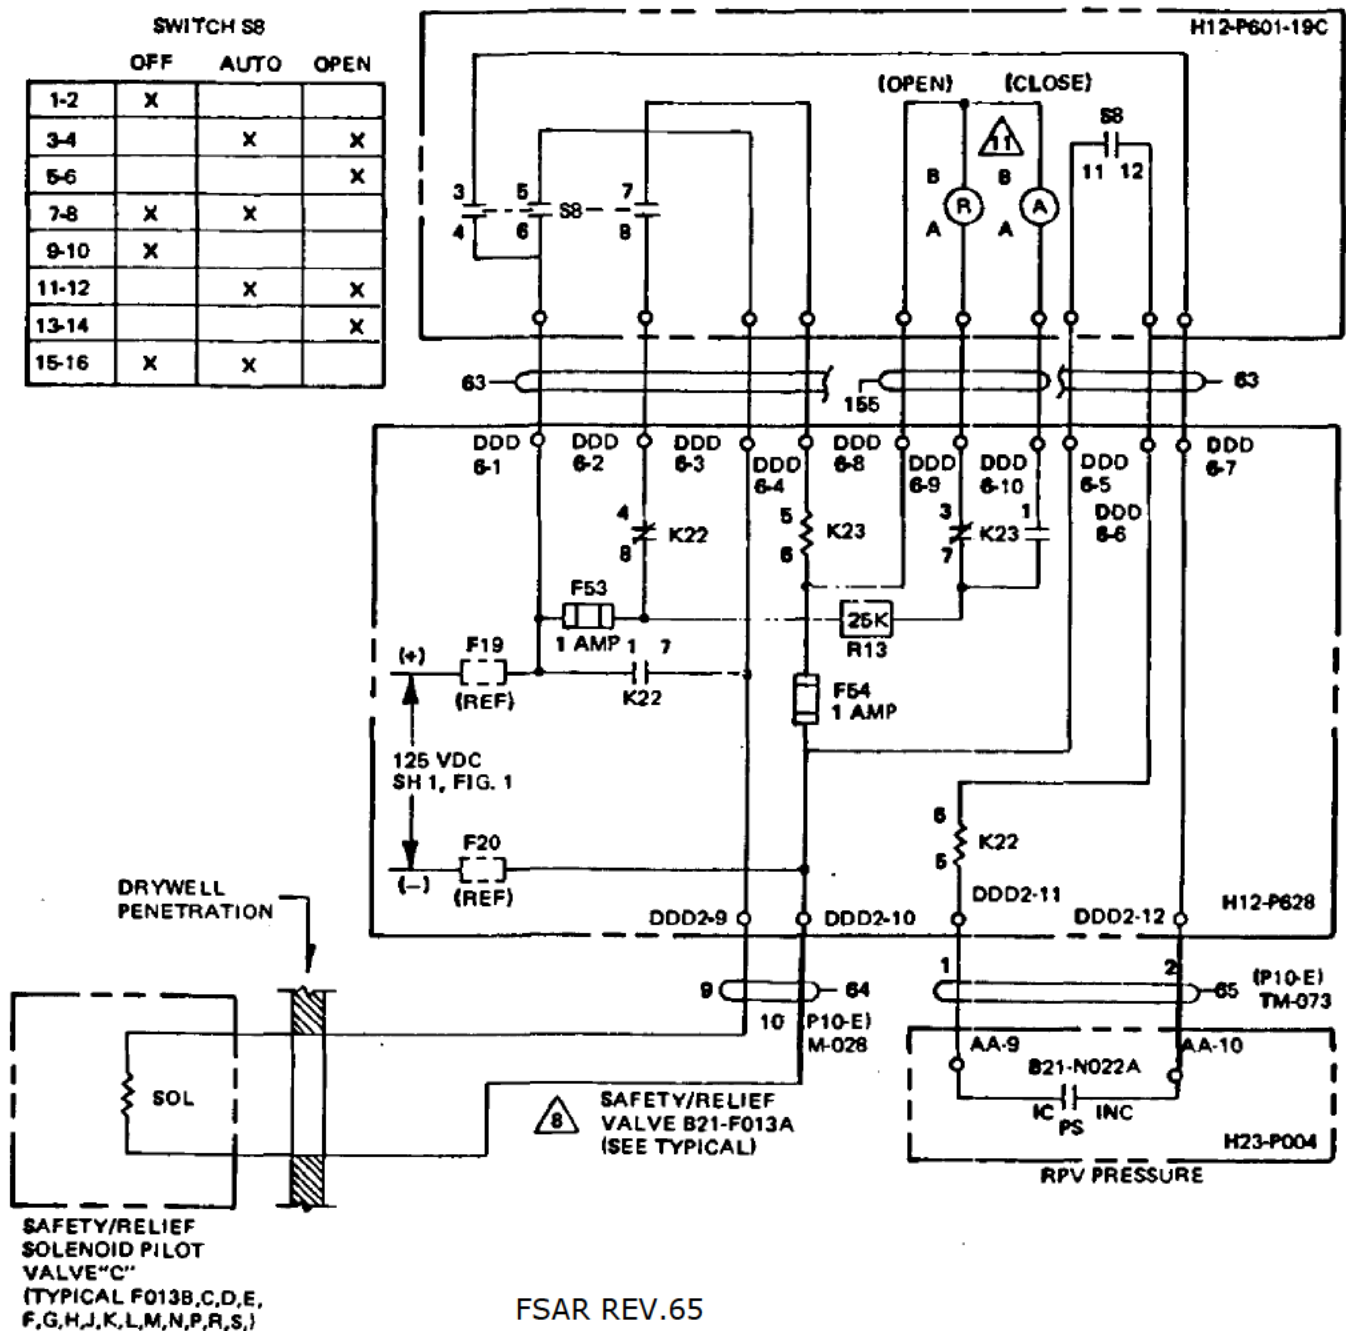 SWITCH S8
OFF AUTO OPEN
1-2 X
3-4 X X
5-6 X
7-8 X X
9-10 X
11-12 X X
13-14 X
15-16 X X
H12-P601-19C
(OPEN) (CLOSE)
11
S8
11 12
3 5 7
S8
4 6 8
B B
R A
A A
63
155
63
DDD 6-1
DDD 6-2
DDD 6-3
DDD 6-4
DDD 6-8
DDD 6-9
DDD 6-10
DDD 6-5
DDD 6-6
DDD 6-7
4
K22
8
5
K23
6
3 1
K23
7
F53
1 AMP
25K
R13
1 7
K22
(+)
F19
(REF)
F54
1 AMP
125 VDC
SH 1, FIG. 1
F20
(REF)
(−)
6
K22
5
DRYWELL
PENETRATION
DDD2-9
DDD2-10
DDD2-11
DDD2-12
H12-P628
9
64
10 (P10-E)
M-028
1 2
65
(P10-E)
TM-073
AA-9
AA-10
B21-N022A
IC PS INC
H23-P004
RPV PRESSURE
SOL
8
SAFETY/RELIEF
VALVE B21-F013A
(SEE TYPICAL)
SAFETY/RELIEF
SOLENOID PILOT
VALVE"C"
(TYPICAL F013B,C,D,E,
F,G,H,J,K,L,M,N,P,R,S,)
FSAR REV.65